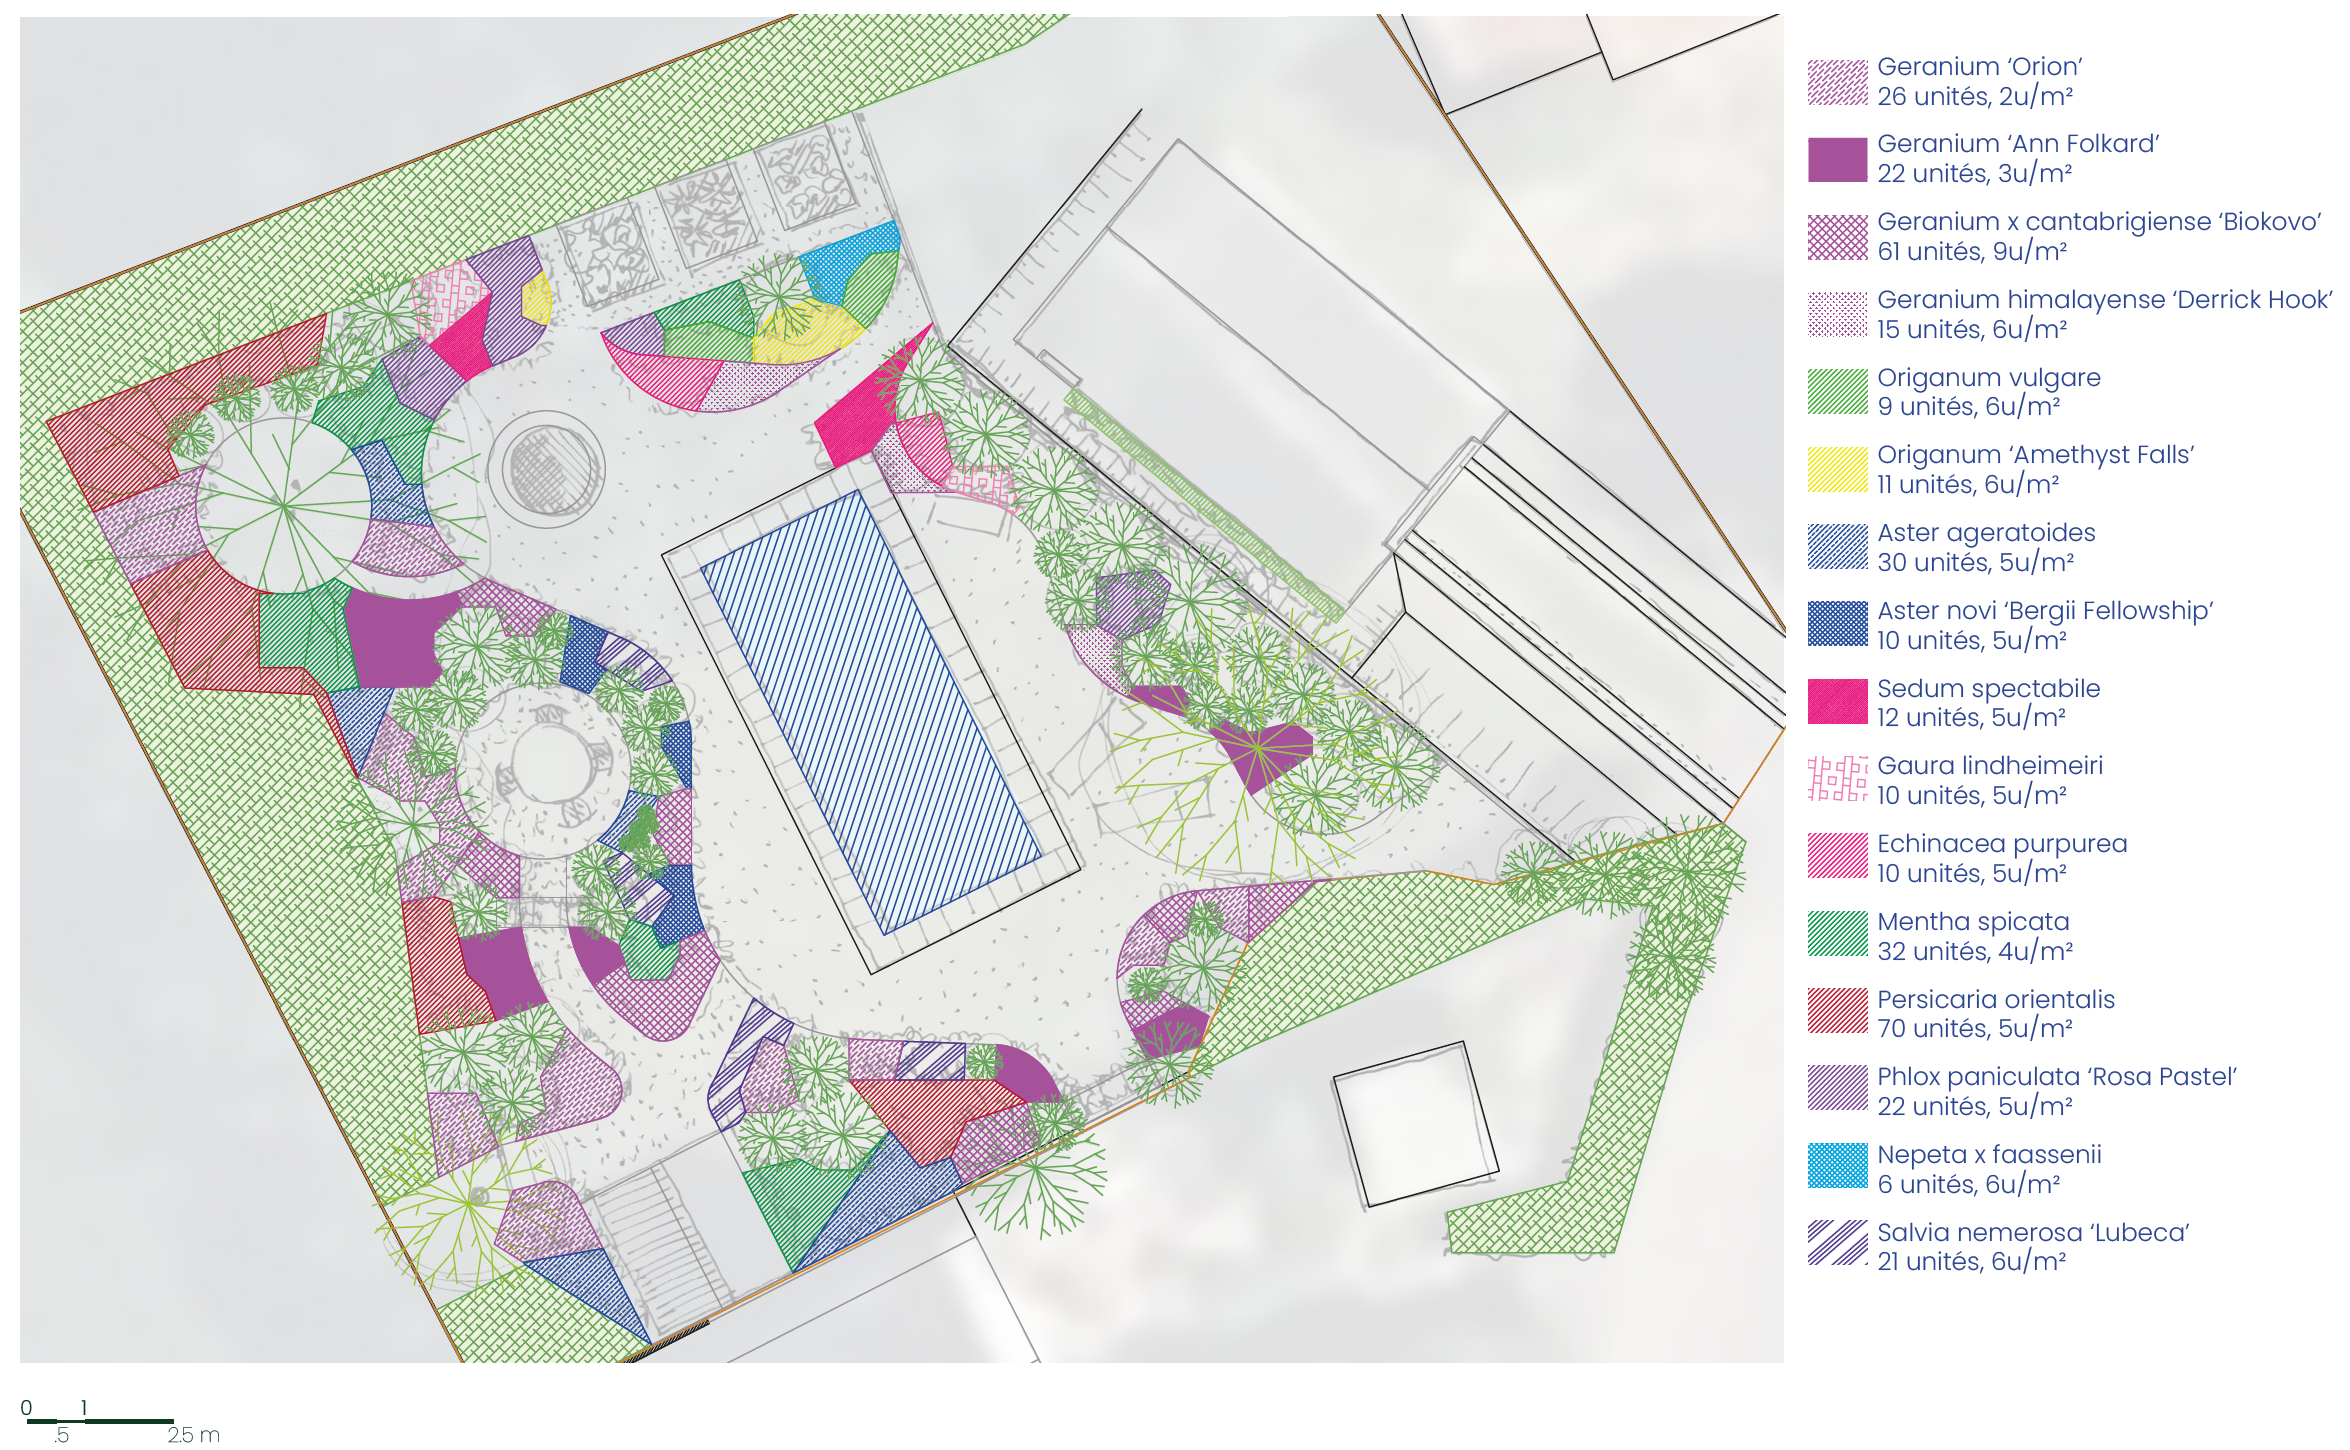 Geranium ‘Orion’
26 unités, 2u/m²
Geranium ‘Ann Folkard’
22 unités, 3u/m²
Geranium x cantabrigiense ‘Biokovo’
61 unités, 9u/m²
Geranium himalayense ‘Derrick Hook’
15 unités, 6u/m²
Origanum vulgare
9 unités, 6u/m²
Origanum ‘Amethyst Falls’
11 unités, 6u/m²
Aster ageratoides
30 unités, 5u/m²
Aster novi ‘Bergii Fellowship’
10 unités, 5u/m²
Sedum spectabile
12 unités, 5u/m²
Gaura lindheimeiri
10 unités, 5u/m²
Echinacea purpurea
10 unités, 5u/m²
Mentha spicata
32 unités, 4u/m²
Persicaria orientalis
70 unités, 5u/m²
Phlox paniculata ‘Rosa Pastel’
22 unités, 5u/m²
Nepeta x faassenii
6 unités, 6u/m²
Salvia nemerosa ‘Lubeca’
21 unités, 6u/m²
0 1
.5 2.5 m